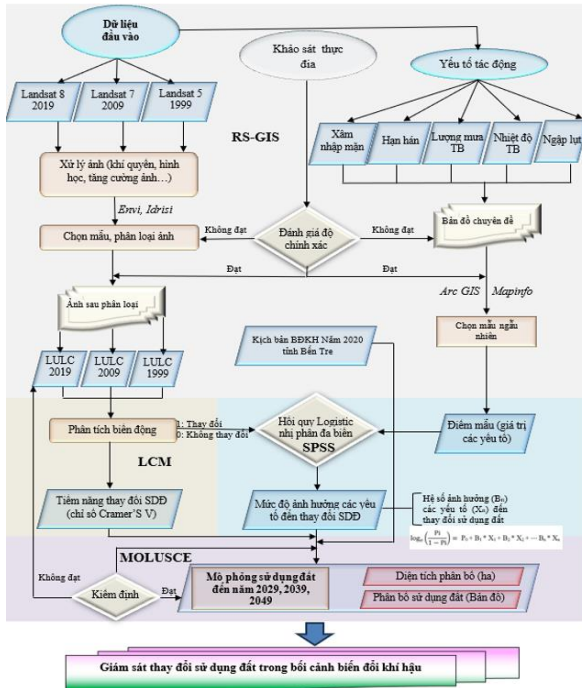 Dữ liệu
đầu vào
Khảo sát thực
địa
Yếu tố tác động
Landsat 8
2019
Landsat 7
2009
Landsat 5
1999
RS-GIS
Xâm
nhập mặn
Hạn hán
Lượng mưa
TB
Nhiệt độ
TB
Ngập lụt
Xử lý ảnh (khí quyển, hình
học, tăng cường ảnh…)
Envi, Idrisi
Chọn mẫu, phân loại ảnh
Không đạt
Đánh giá độ
chính xác
Không đạt
Bản đồ chuyên đề
Đạt
Đạt
Arc GIS
Mapinfo
Ảnh sau phân loại
Chọn mẫu ngẫu
nhiên
Kịch bản BĐKH Năm 2020
tỉnh Bến Tre
LULC
2019
LULC
2009
LULC
1999
Phân tích biến động
1: Thay đổi
0: Không thay đổi
Hồi quy Logistic
nhị phân đa biến
SPSS
Điểm mẫu (giá trị
các yếu tố)
LCM
Tiềm năng thay đổi SDĐ
(chỉ số Cramer’S V)
Mức độ ảnh hưởng các yếu
tố đến thay đổi SDĐ
Hệ số ảnh hưởng (Bₙ)
các yếu tố (Xₙ) đến
thay đổi sử dụng đất
MOLUSCE
Không đạt
Kiểm định
Đạt
Mô phỏng sử dụng đất
đến năm 2029, 2039,
2049
Diện tích phân bố (ha)
Phân bố sử dụng đất (Bản đồ)
Giám sát thay đổi sử dụng đất trong bối cảnh biến đổi khí hậu